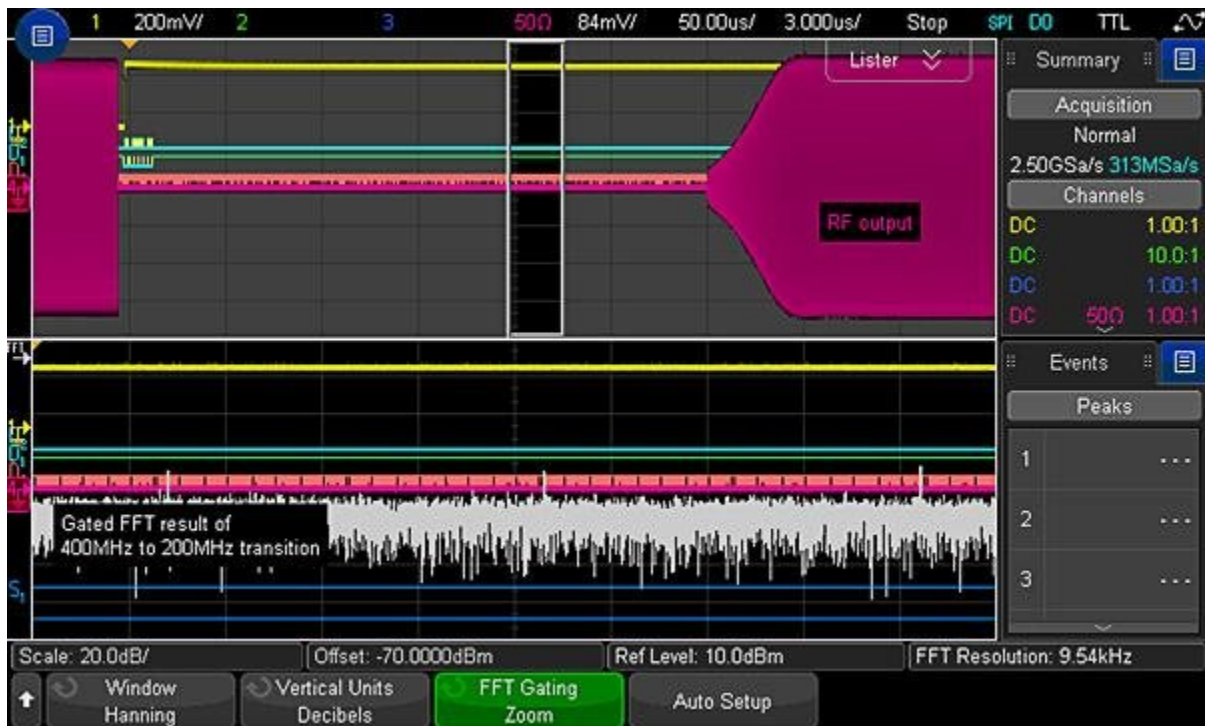 1 200mV/ 2 3 50Ω 84mV/ 50.00us/ 3.000us/ Stop SPI D0 TTL
Lister
RF output
Summary
Acquisition
Normal
2.50GSa/s 313MSa/s
Channels
DC 1.00:1
DC 10.0:1
DC 1.00:1
DC 50Ω 1.00:1
Gated FFT result of
400MHz to 200MHz transition
S1
Events
Peaks
1 ---
2 ---
3 ---
Scale: 20.0dB/ Offset: -70.0000dBm Ref Level: 10.0dBm FFT Resolution: 9.54kHz
Window
Hanning
Vertical Units
Decibels
FFT Gating
Zoom
Auto Setup